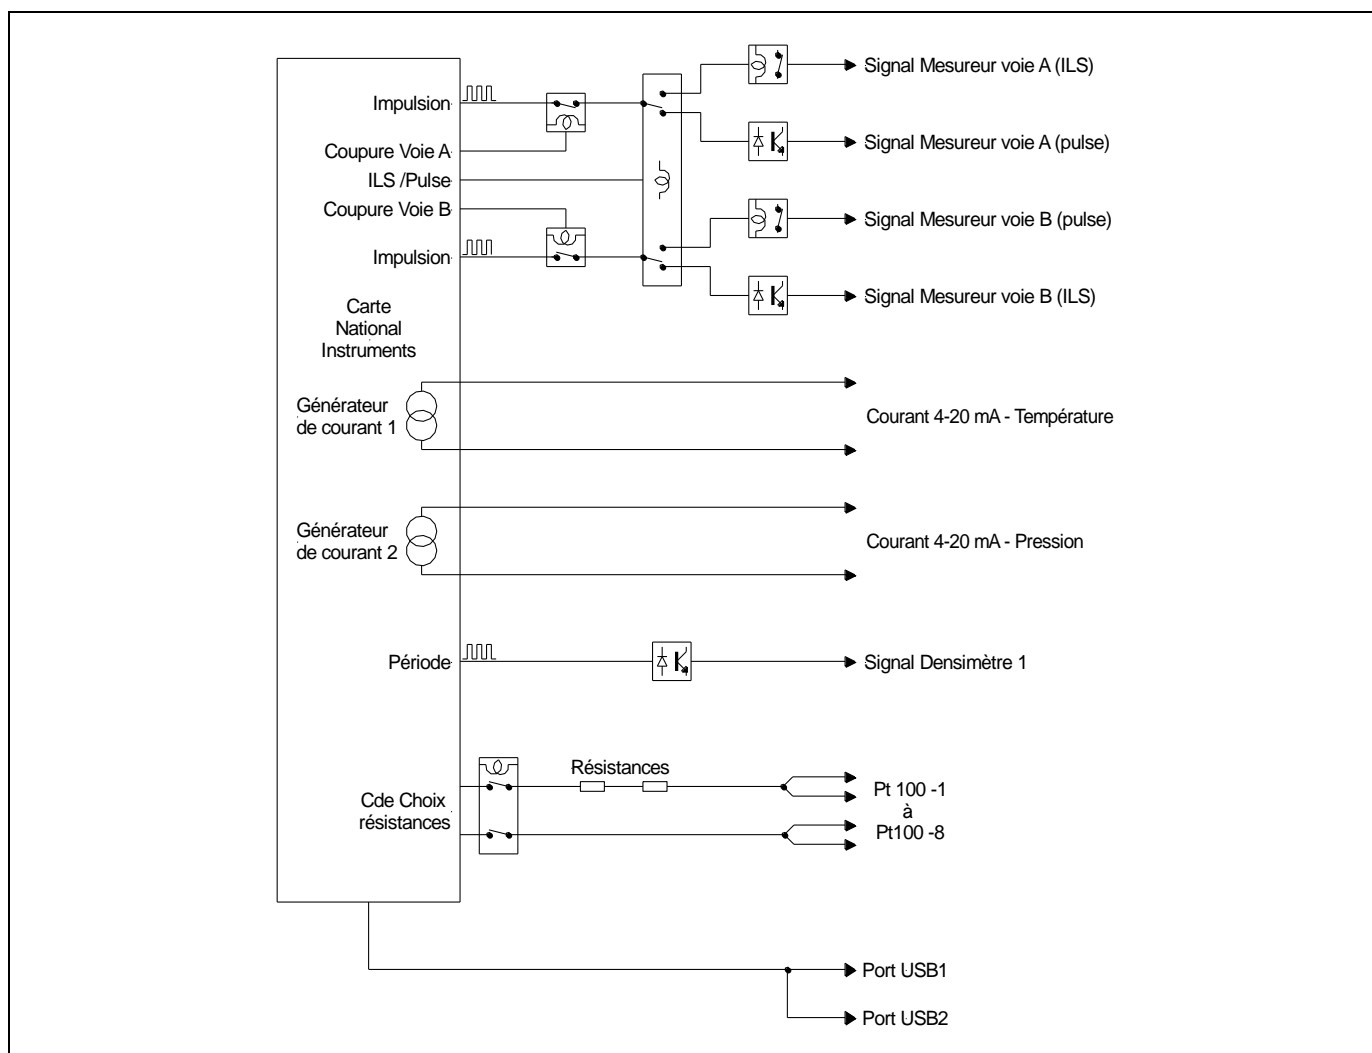 Signal Mesureur voie A (ILS)
Impulsion
Signal Mesureur voie A (pulse)
Coupure Voie A
ILS /Pulse
Coupure Voie B
Signal Mesureur voie B (pulse)
Impulsion
Signal Mesureur voie B (ILS)
Carte
National
Instruments
Générateur
de courant 1
Courant 4-20 mA - Température
Générateur
de courant 2
Courant 4-20 mA - Pression
Période
Signal Densimètre 1
Résistances
Cde Choix
résistances
Pt 100 -1
à
Pt100 -8
Port USB1
Port USB2